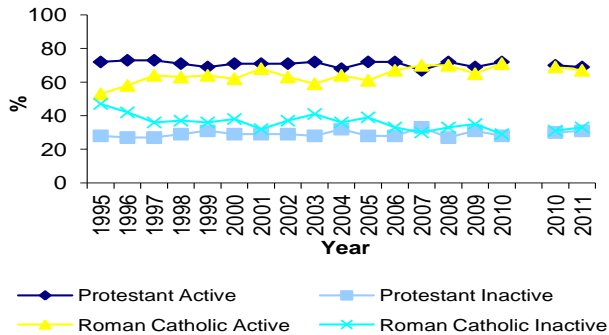 100
80
60
40
20
0
%
1995 1996 1997 1998 1999 2000 2001 2002 2003 2004 2005 2006 2007 2008 2009 2010 2010 2011
Year
Protestant Active Protestant Inactive
Roman Catholic Active Roman Catholic Inactive